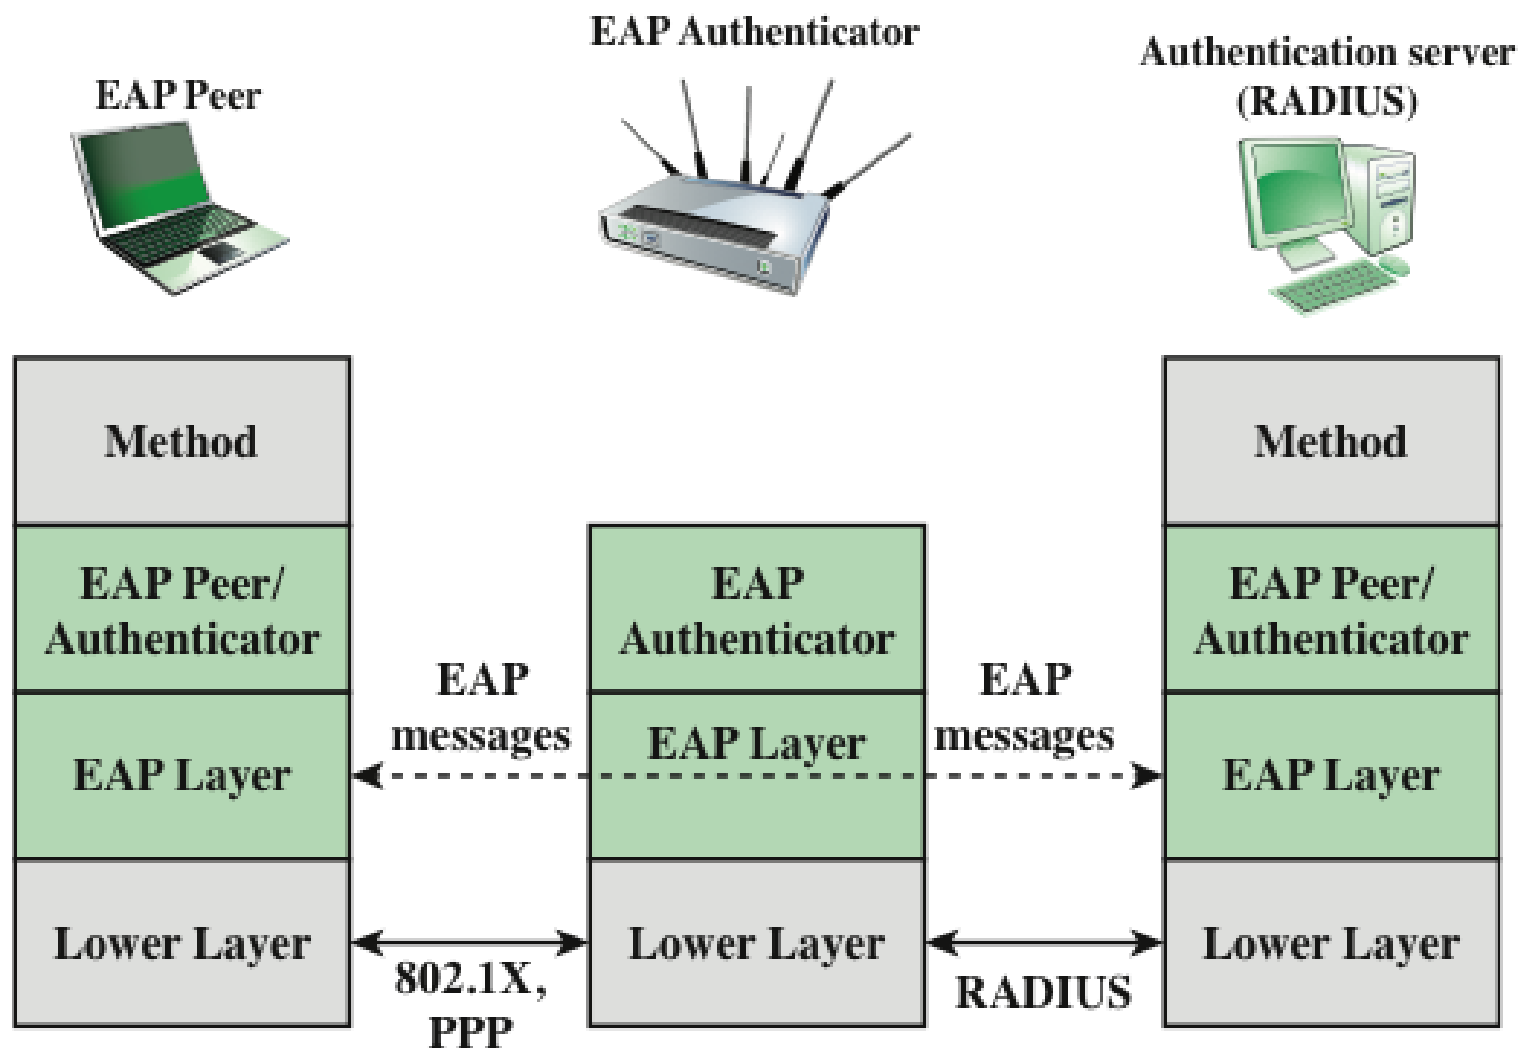 EAP Peer
EAP Authenticator
Authentication server
(RADIUS)
Method
EAP Peer/
Authenticator
EAP Layer
Lower Layer
EAP
messages
802.1X,
PPP
EAP
Authenticator
EAP Layer
Lower Layer
EAP
messages
RADIUS
Method
EAP Peer/
Authenticator
EAP Layer
Lower Layer